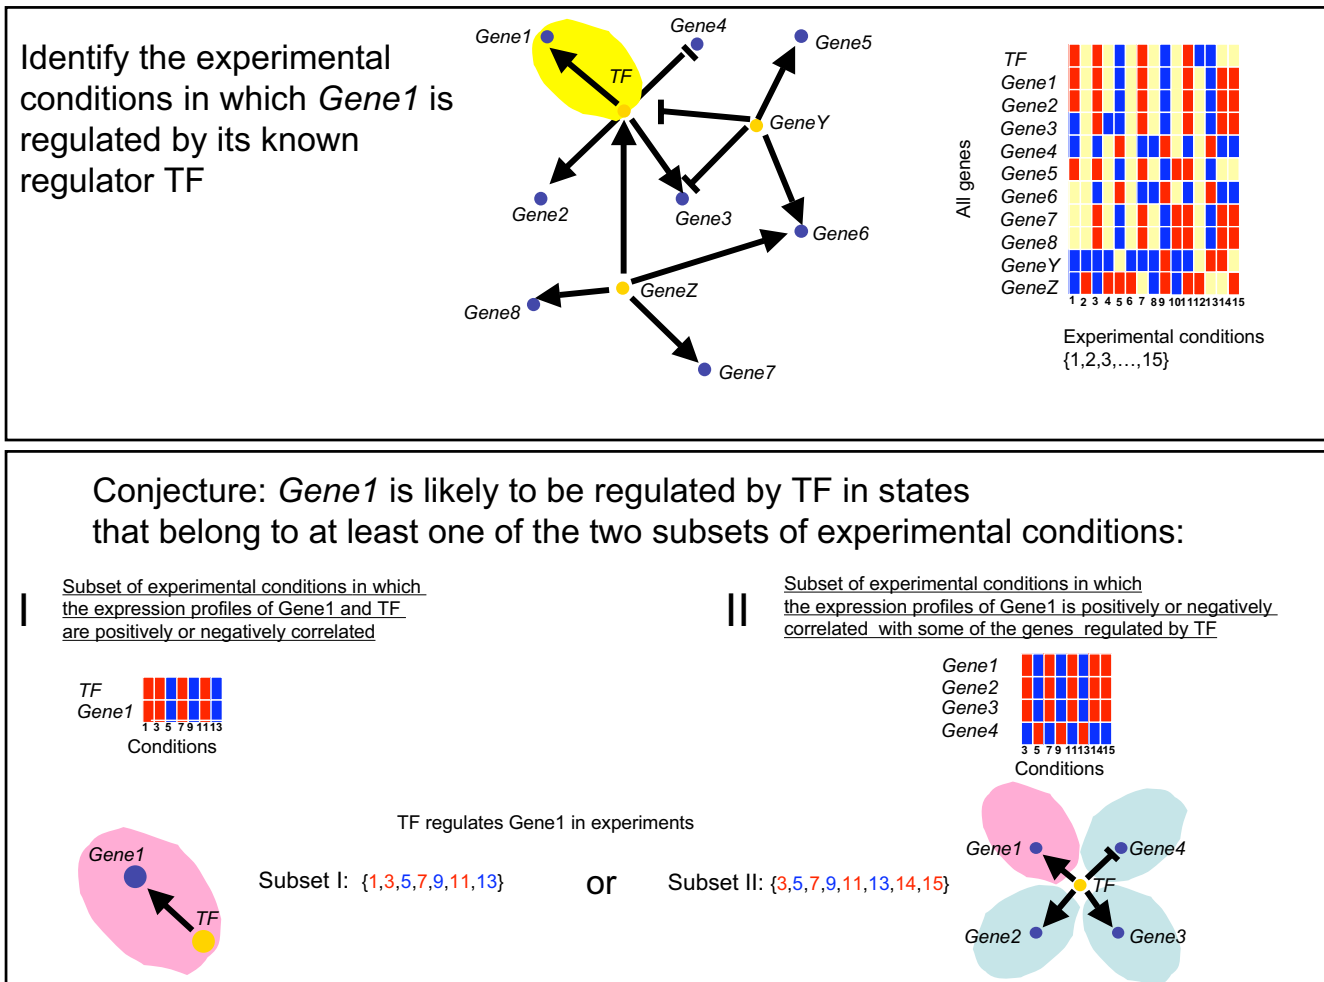 Identify the experimental
conditions in which Gene1 is
regulated by its known
regulator TF
Gene1
Gene4
Gene5
TF
GeneY
Gene2
Gene3
Gene6
GeneZ
Gene8
Gene7
All genes
TF
Gene1
Gene2
Gene3
Gene4
Gene5
Gene6
Gene7
Gene8
GeneY
GeneZ
1 2 3 4 5 6 7 8 9 10 11 12 13 14 15
Experimental conditions
{1,2,3,...,15}
Conjecture: Gene1 is likely to be regulated by TF in states
that belong to at least one of the two subsets of experimental conditions:
I
Subset of experimental conditions in which
the expression profiles of Gene1 and TF
are positively or negatively correlated
TF
Gene1
1 3 5 7 9 11 13
Conditions
II
Subset of experimental conditions in which
the expression profiles of Gene1 is positively or negatively
correlated with some of the genes regulated by TF
Gene1
Gene2
Gene3
Gene4
3 5 7 9 11 13 14 15
Conditions
TF regulates Gene1 in experiments
Gene1
TF
Subset I: {1,3,5,7,9,11,13}
or
Subset II: {3,5,7,9,11,13,14,15}
Gene1
Gene4
TF
Gene2
Gene3